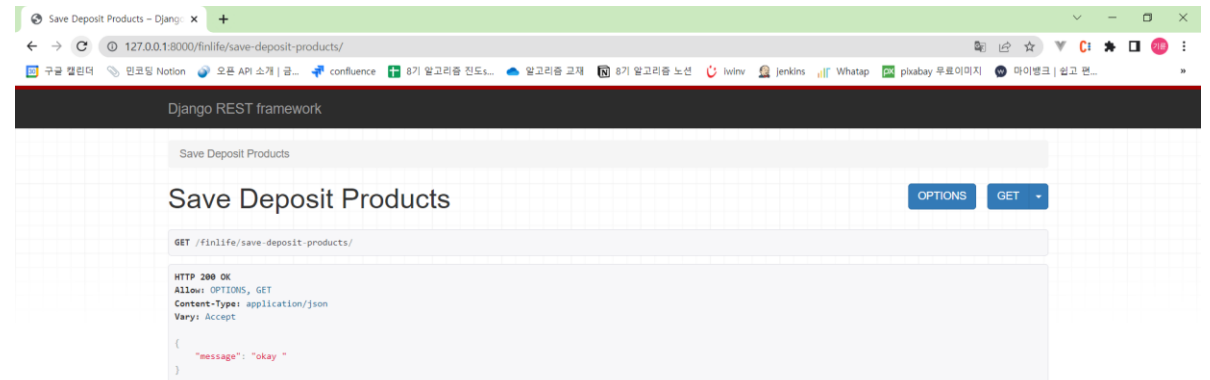 Save Deposit Products – Djang
127.0.0.1:8000/finlife/save-deposit-products/
구글 캘린더 민코딩 Notion 오픈 API 소개 | 금... confluence 8기 알고리즘 진도s... 알고리즘 교재 8기 알고리즘 노션 iwinv Jenkins Whatap pixabay 무료이미지 마이뱅크 | 쉽고 편... »
Django REST framework
Save Deposit Products
Save Deposit Products
OPTIONS GET
GET /finlife/save-deposit-products/
HTTP 200 OK
Allow: OPTIONS, GET
Content-Type: application/json
Vary: Accept
{
"message": "okay "
}